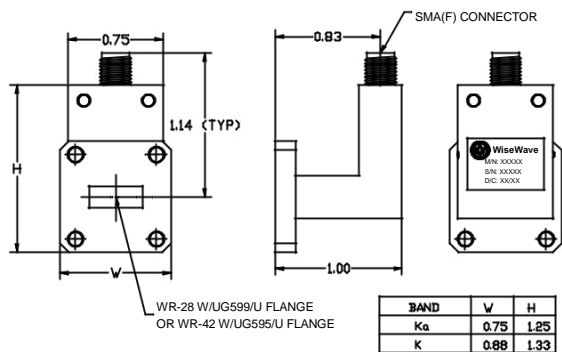 SMA(F) CONNECTOR
0.75
0.83
1.14 (TYP)
H
W
1.00
WiseWave
M/N: XXXXX
S/N: XXXXX
D/C: XX/XX
WR-28 W/UG599/U FLANGE
OR WR-42 W/UG595/U FLANGE
BAND W H
Ka 0.75 1.25
K 0.88 1.33